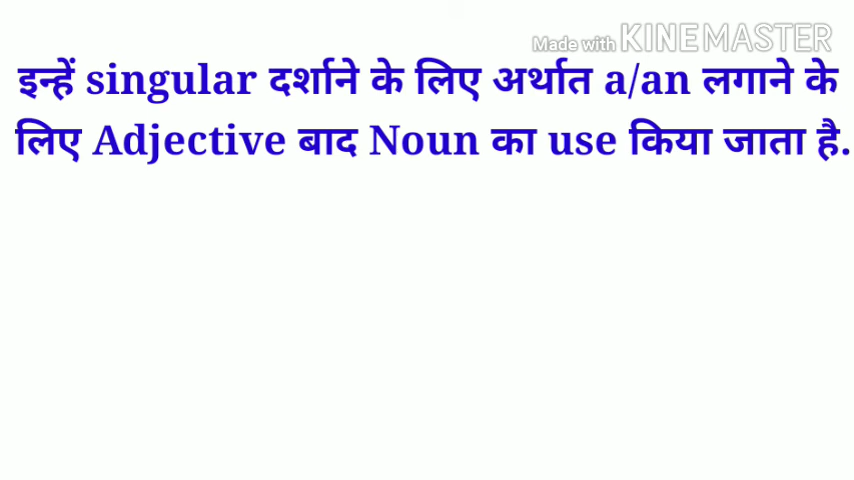 Made with KINEMASTER
इन्हें singular दर्शाने के लिए अर्थात a/an लगाने के
लिए Adjective बाद Noun का use किया जाता है.